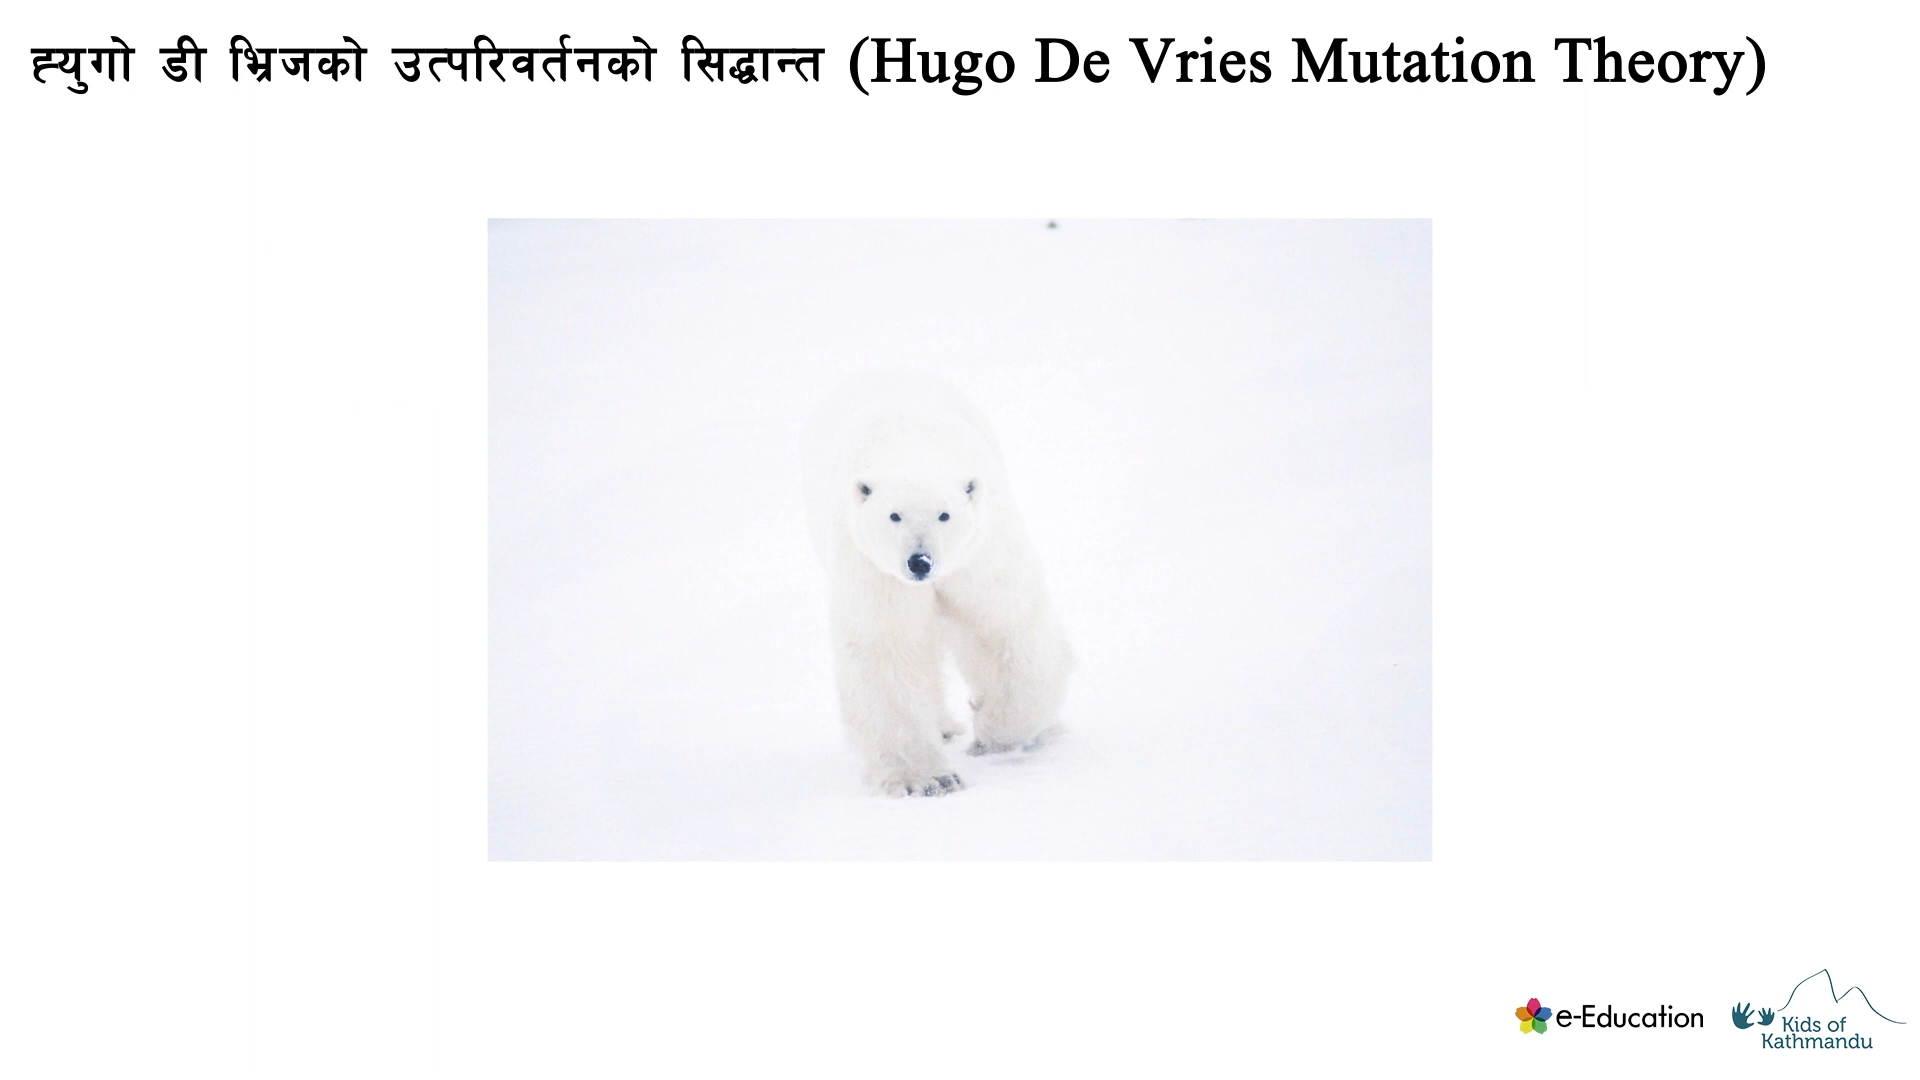 ह्युगो डी भ्रिजको उत्परिवर्तनको सिद्धान्त (Hugo De Vries Mutation Theory)
e-Education
Kids of
Kathmandu